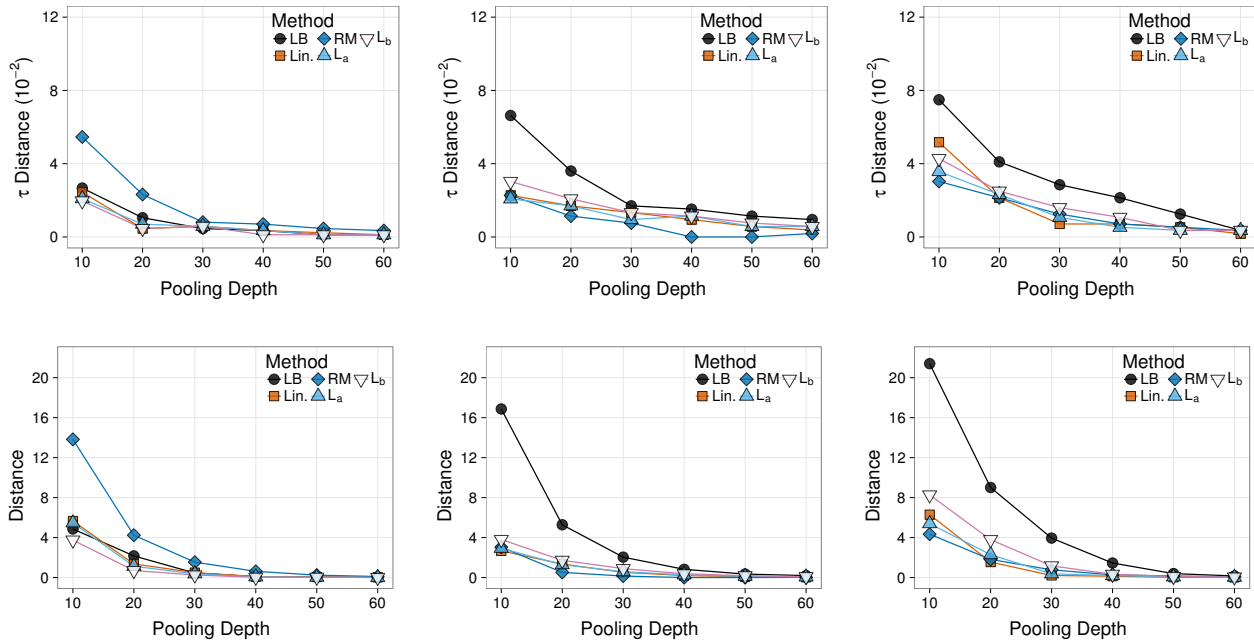 12
8
4
0
τ Distance (10⁻²)
10 20 30 40 50 60
Pooling Depth
Method
LB RM L_b
Lin. L_a
12
8
4
0
τ Distance (10⁻²)
10 20 30 40 50 60
Pooling Depth
Method
LB RM L_b
Lin. L_a
12
8
4
0
τ Distance (10⁻²)
10 20 30 40 50 60
Pooling Depth
Method
LB RM L_b
Lin. L_a
20
16
12
8
4
0
Distance
10 20 30 40 50 60
Pooling Depth
Method
LB RM L_b
Lin. L_a
20
16
12
8
4
0
Distance
10 20 30 40 50 60
Pooling Depth
Method
LB RM L_b
Lin. L_a
20
16
12
8
4
0
Distance
10 20 30 40 50 60
Pooling Depth
Method
LB RM L_b
Lin. L_a